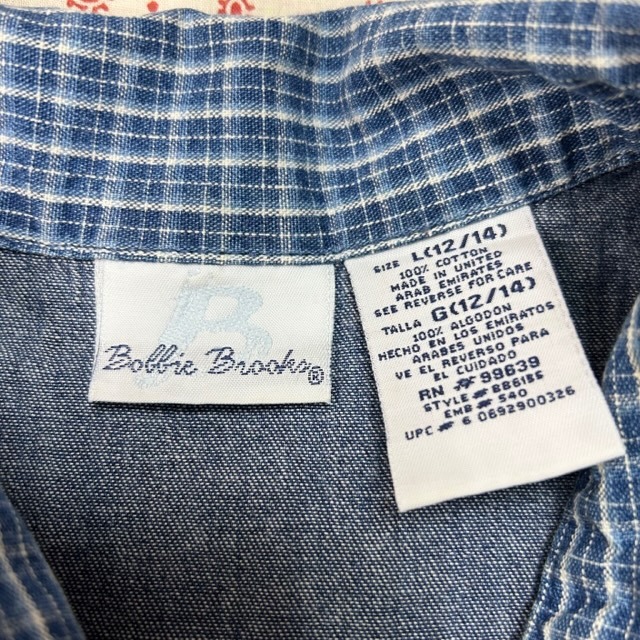 B
Bobbie Brooks®
SIZE L(12/14)
100% COTTON
MADE IN UNITED
ARAB EMIRATES
SEE REVERSE FOR CARE
TALLA G(12/14)
100% ALGODON
HECHO EN LOS EMIRATOS
ARABES UNIDOS
VE EL REVERSO PARA
EL CUIDADO
RN # 99639
STYLE# BB6155
EMB # 540
UPC # 6 0692900326